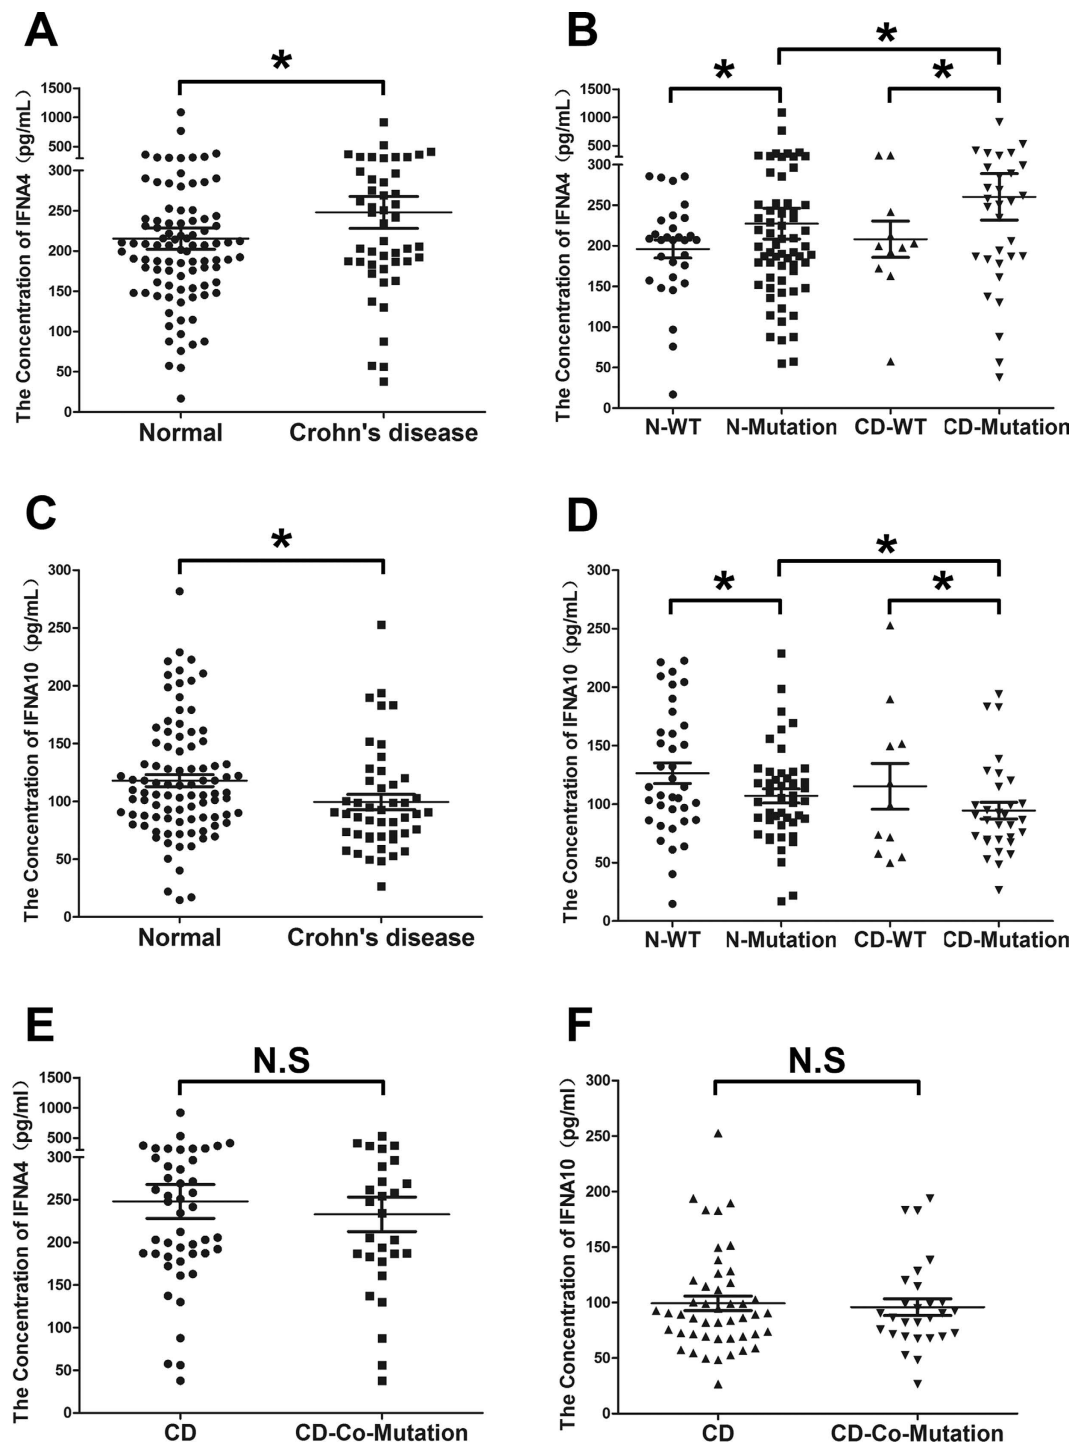 A
*
The Concentration of IFNA4（pg/mL）
1500
1000
500
300
250
200
150
100
50
0
Normal
Crohn's disease
B
*
*
*
The Concentration of IFNA4（pg/mL）
1500
1000
500
300
200
100
0
N-WT
N-Mutation
CD-WT
CD-Mutation
C
*
The Concentration of IFNA10（pg/mL）
300
250
200
150
100
50
0
Normal
Crohn's disease
D
*
*
*
The Concentration of IFNA10（pg/mL）
300
250
200
150
100
50
0
N-WT
N-Mutation
CD-WT
CD-Mutation
E
N.S
The Concentration of IFNA4（pg/ml）
1500
1000
500
300
250
200
150
100
50
0
CD
CD-Co-Mutation
F
N.S
The Concentration of IFNA10（pg/ml）
300
250
200
150
100
50
0
CD
CD-Co-Mutation